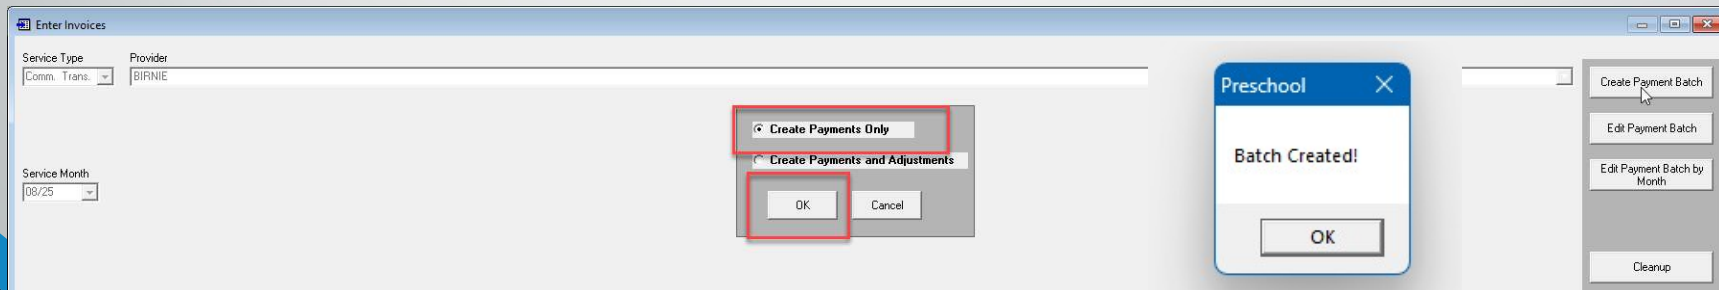 Enter Invoices
Service Type
Provider
Comm. Trans.
BIRNIE
Service Month
08/25
Create Payments Only
Create Payments and Adjustments
OK
Cancel
Preschool
Batch Created!
OK
Create Payment Batch
Edit Payment Batch
Edit Payment Batch by
Month
Cleanup